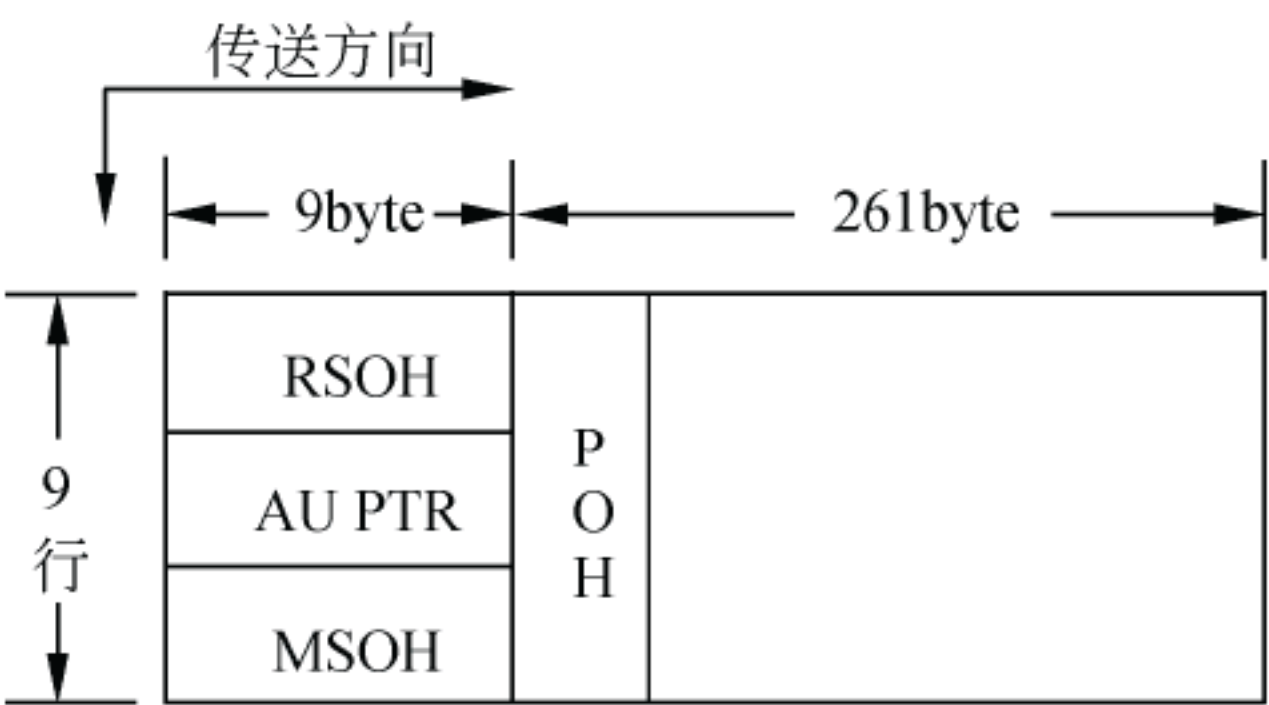 传送方向
9byte
261byte
RSOH
AU PTR
MSOH
9
行
P
O
H